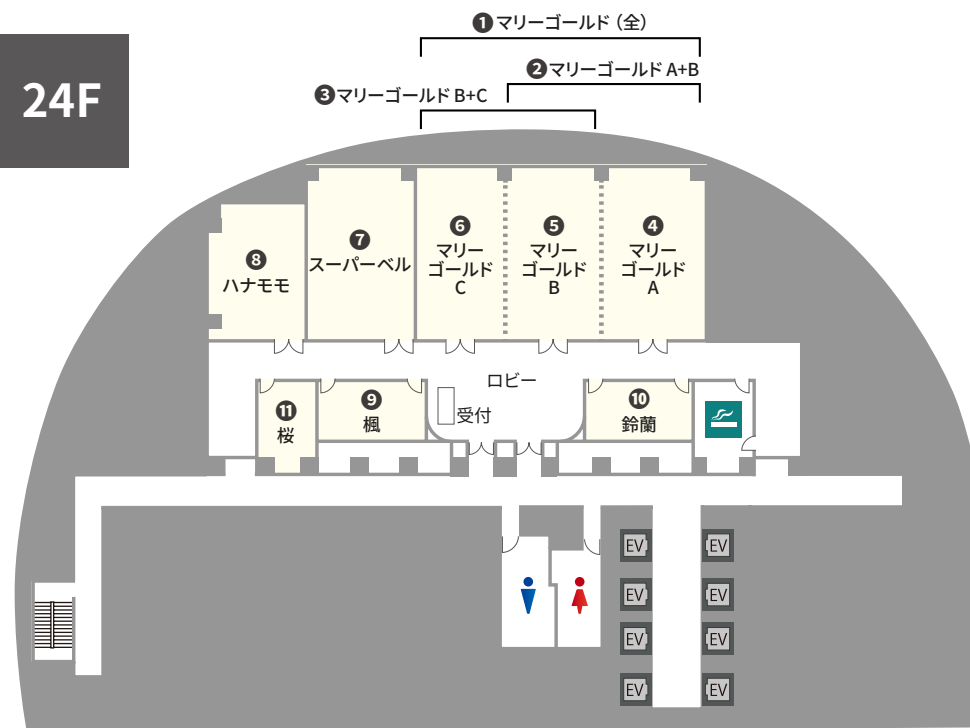 24F
❶マリーゴールド（全）
❷マリーゴールド A+B
❸マリーゴールド B+C
❽
ハナモモ
❼
スーパーベル
❻
マリー
ゴールド
C
❺
マリー
ゴールド
B
❹
マリー
ゴールド
A
ロビー
受付
⓫
桜
❾
楓
❿
鈴蘭
EV
EV
EV
EV
EV
EV
EV
EV